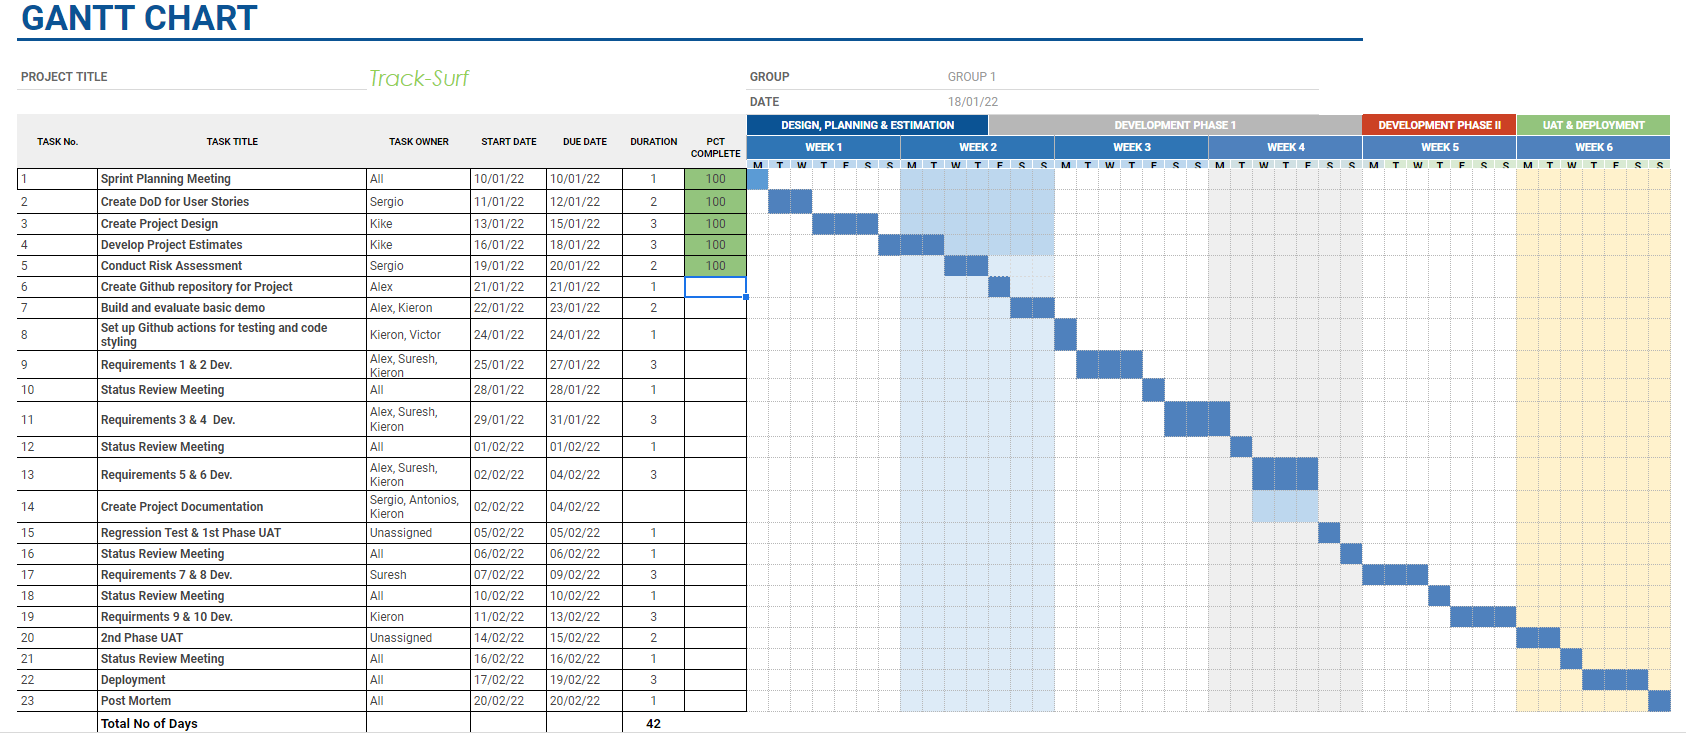 GANTT CHART
PROJECT TITLE Track-Surf GROUP GROUP 1
DATE 18/01/22
DESIGN, PLANNING & ESTIMATION DEVELOPMENT PHASE 1 DEVELOPMENT PHASE II UAT & DEPLOYMENT
TASK No. TASK TITLE TASK OWNER START DATE DUE DATE DURATION PCT COMPLETE WEEK 1 WEEK 2 WEEK 3 WEEK 4 WEEK 5 WEEK 6
M T W T F S S M T W T F S S M T W T F S S M T W T F S S M T W T F S S M T W T F S S
1 Sprint Planning Meeting All 10/01/22 10/01/22 1 100
2 Create DoD for User Stories Sergio 11/01/22 12/01/22 2 100
3 Create Project Design Kike 13/01/22 15/01/22 3 100
4 Develop Project Estimates Kike 16/01/22 18/01/22 3 100
5 Conduct Risk Assessment Sergio 19/01/22 20/01/22 2 100
6 Create Github repository for Project Alex 21/01/22 21/01/22 1
7 Build and evaluate basic demo Alex, Kieron 22/01/22 23/01/22 2
8 Set up Github actions for testing and code styling Kieron, Victor 24/01/22 24/01/22 1
9 Requirements 1 & 2 Dev. Alex, Suresh, Kieron 25/01/22 27/01/22 3
10 Status Review Meeting All 28/01/22 28/01/22 1
11 Requirements 3 & 4 Dev. Alex, Suresh, Kieron 29/01/22 31/01/22 3
12 Status Review Meeting All 01/02/22 01/02/22 1
13 Requirements 5 & 6 Dev. Alex, Suresh, Kieron 02/02/22 04/02/22 3
14 Create Project Documentation Sergio, Antonios, Kieron 02/02/22 04/02/22
15 Regression Test & 1st Phase UAT Unassigned 05/02/22 05/02/22 1
16 Status Review Meeting All 06/02/22 06/02/22 1
17 Requirements 7 & 8 Dev. Suresh 07/02/22 09/02/22 3
18 Status Review Meeting All 10/02/22 10/02/22 1
19 Requirments 9 & 10 Dev. Kieron 11/02/22 13/02/22 3
20 2nd Phase UAT Unassigned 14/02/22 15/02/22 2
21 Status Review Meeting All 16/02/22 16/02/22 1
22 Deployment All 17/02/22 19/02/22 3
23 Post Mortem All 20/02/22 20/02/22 1
Total No of Days 42